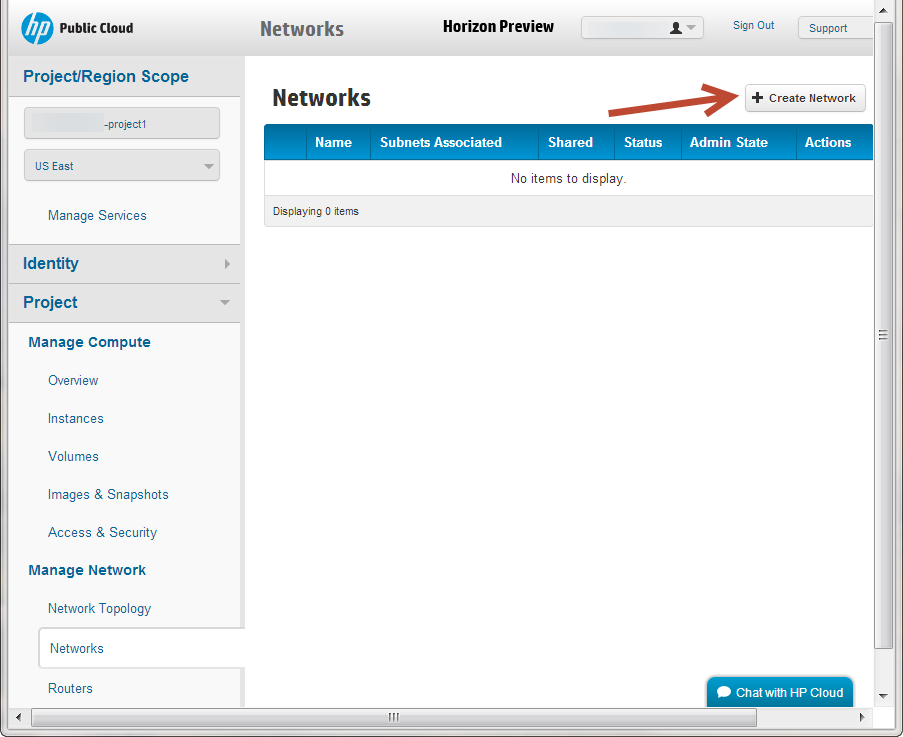 hp Public Cloud
Networks
Horizon Preview
Sign Out
Support
Project/Region Scope
-project1
US East
Manage Services
Identity
Project
Manage Compute
Overview
Instances
Volumes
Images & Snapshots
Access & Security
Manage Network
Network Topology
Networks
Routers
Networks
Create Network
Name Subnets Associated Shared Status Admin State Actions
No items to display.
Displaying 0 items
Chat with HP Cloud